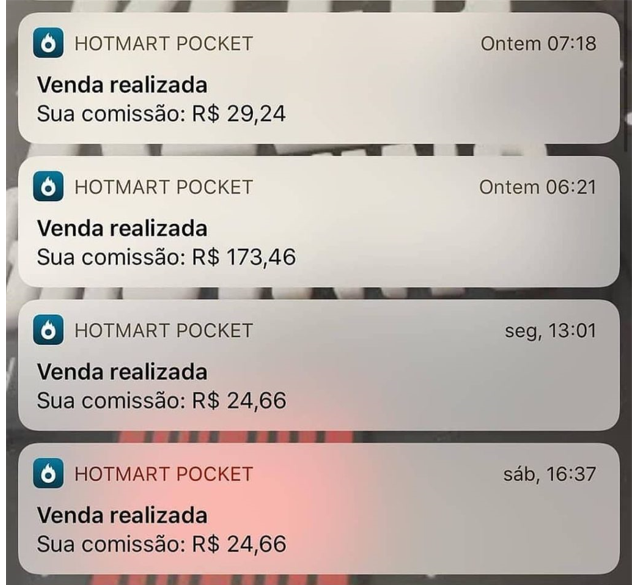 HOTMART POCKET Ontem 07:18
Venda realizada
Sua comissão: R$ 29,24
HOTMART POCKET Ontem 06:21
Venda realizada
Sua comissão: R$ 173,46
HOTMART POCKET seg, 13:01
Venda realizada
Sua comissão: R$ 24,66
HOTMART POCKET sáb, 16:37
Venda realizada
Sua comissão: R$ 24,66